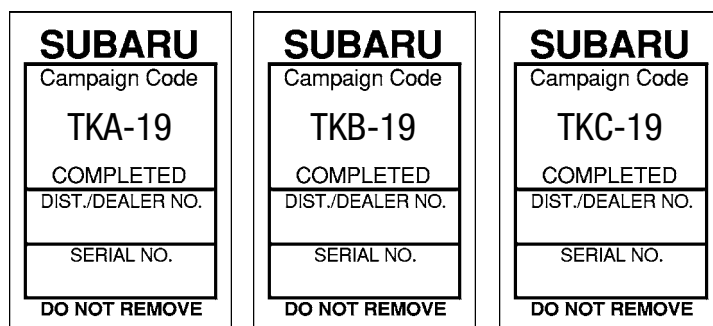 SUBARU
Campaign Code
TKA-19
COMPLETED
DIST./DEALER NO.
SERIAL NO.
DO NOT REMOVE
SUBARU
Campaign Code
TKB-19
COMPLETED
DIST./DEALER NO.
SERIAL NO.
DO NOT REMOVE
SUBARU
Campaign Code
TKC-19
COMPLETED
DIST./DEALER NO.
SERIAL NO.
DO NOT REMOVE